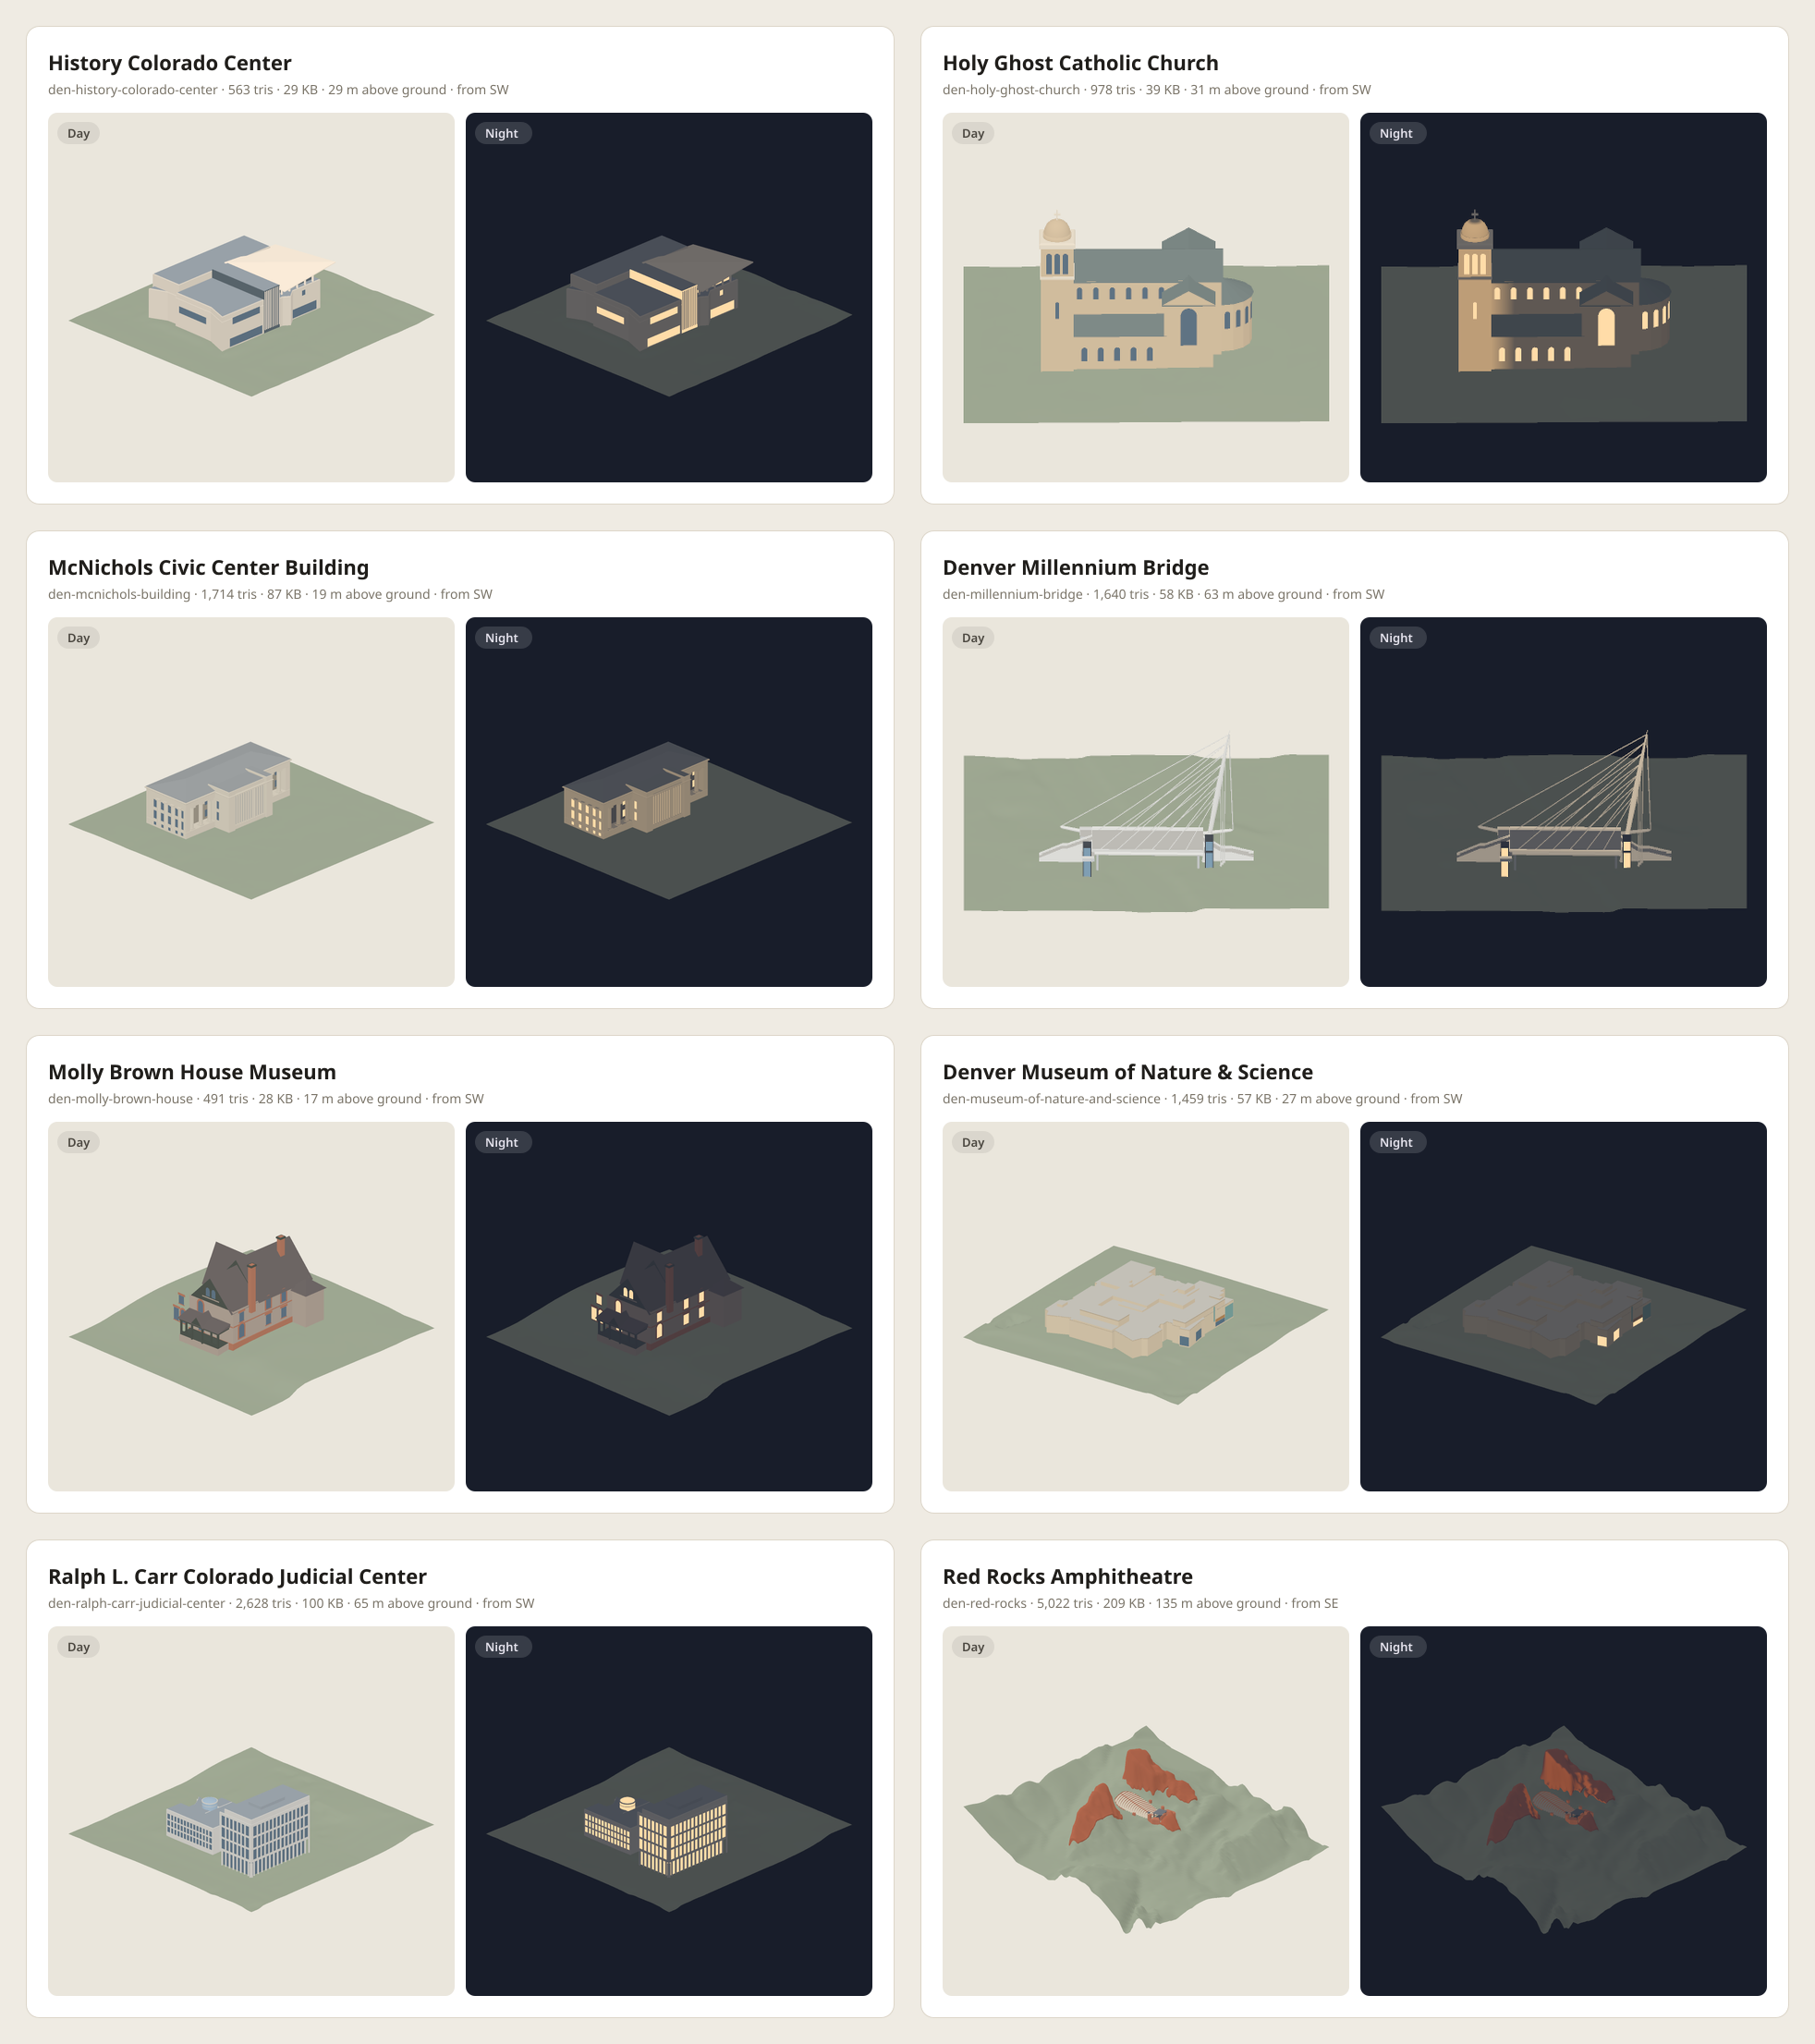 History Colorado Center
den-history-colorado-center · 563 tris · 29 KB · 29 m above ground · from SW
Day
Night
Holy Ghost Catholic Church
den-holy-ghost-church · 978 tris · 39 KB · 31 m above ground · from SW
Day
Night
McNichols Civic Center Building
den-mcnichols-building · 1,714 tris · 87 KB · 19 m above ground · from SW
Day
Night
Denver Millennium Bridge
den-millennium-bridge · 1,640 tris · 58 KB · 63 m above ground · from SW
Day
Night
Molly Brown House Museum
den-molly-brown-house · 491 tris · 28 KB · 17 m above ground · from SW
Day
Night
Denver Museum of Nature & Science
den-museum-of-nature-and-science · 1,459 tris · 57 KB · 27 m above ground · from SW
Day
Night
Ralph L. Carr Colorado Judicial Center
den-ralph-carr-judicial-center · 2,628 tris · 100 KB · 65 m above ground · from SW
Day
Night
Red Rocks Amphitheatre
den-red-rocks · 5,022 tris · 209 KB · 135 m above ground · from SE
Day
Night